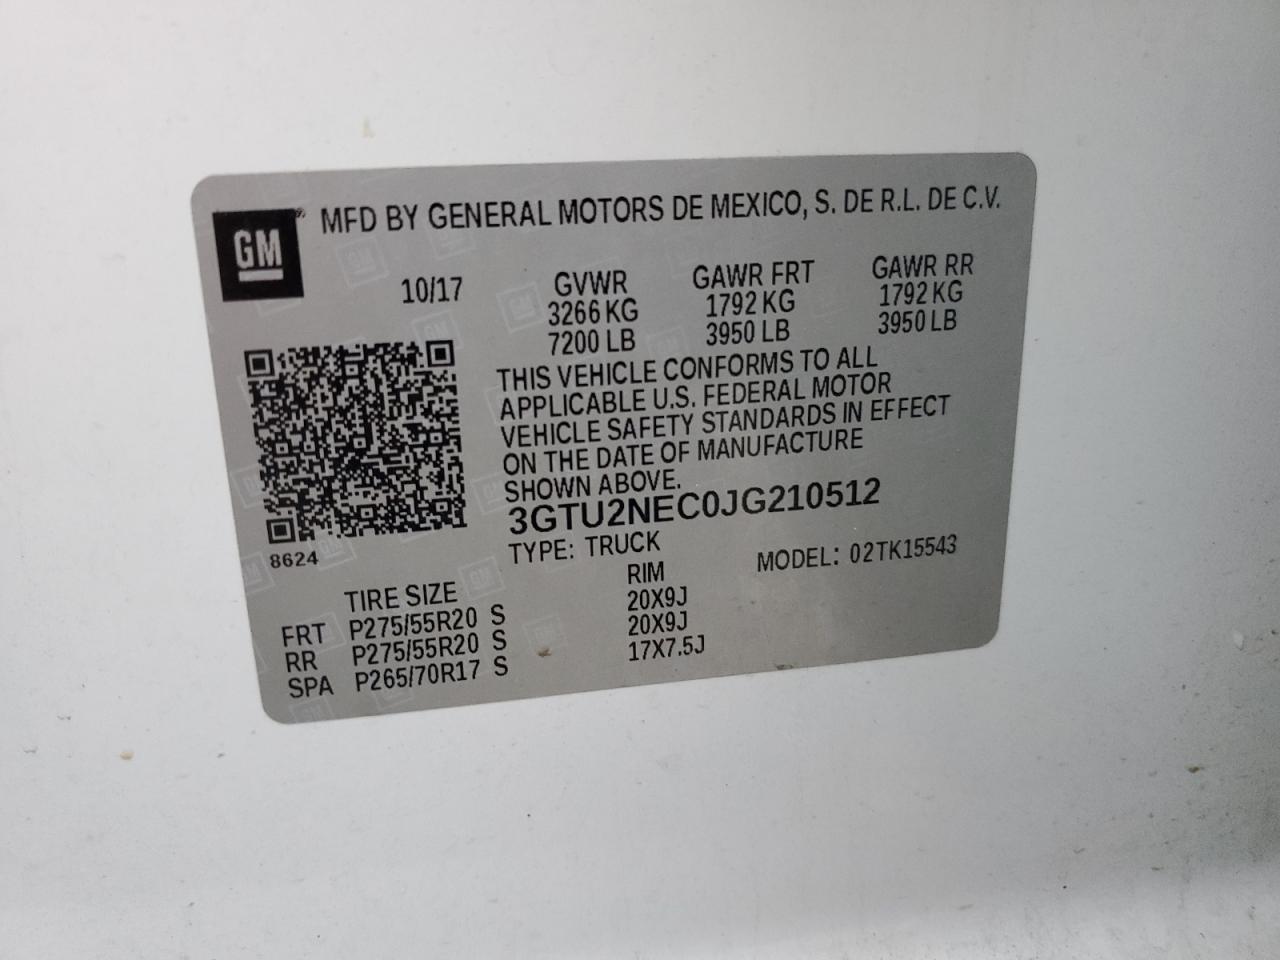 GM
MFD BY GENERAL MOTORS DE MEXICO, S. DE R.L. DE C.V.
10/17
GVWR
3266 KG
7200 LB
GAWR FRT
1792 KG
3950 LB
GAWR RR
1792 KG
3950 LB
THIS VEHICLE CONFORMS TO ALL
APPLICABLE U.S. FEDERAL MOTOR
VEHICLE SAFETY STANDARDS IN EFFECT
ON THE DATE OF MANUFACTURE
SHOWN ABOVE.
3GTU2NEC0JG210512
8624
TYPE: TRUCK
MODEL: 02TK15543
TIRE SIZE RIM
FRT P275/55R20 S 20X9J
RR P275/55R20 S 20X9J
SPA P265/70R17 S 17X7.5J